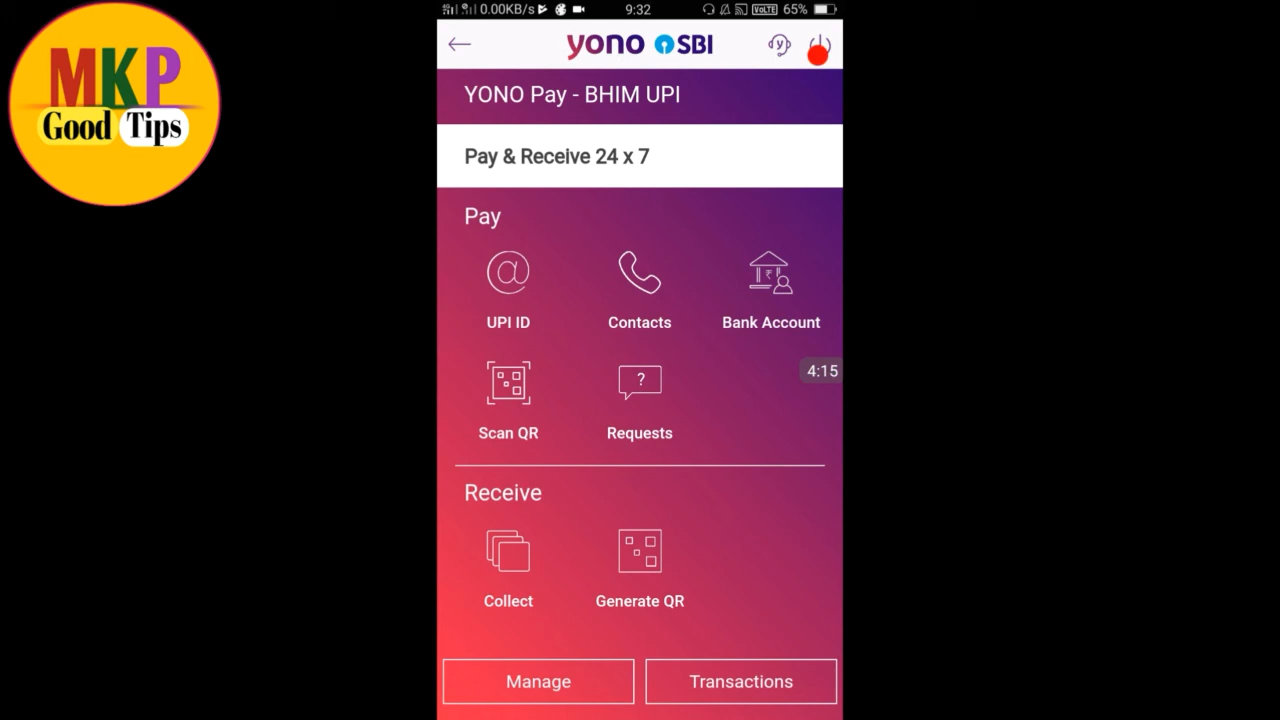 MKP
Good Tips
0.00KB/s 9:32 VoLTE 65%
yono SBI
YONO Pay - BHIM UPI
Pay & Receive 24 x 7
Pay
UPI ID Contacts Bank Account
4:15
Scan QR Requests
Receive
Collect Generate QR
Manage Transactions